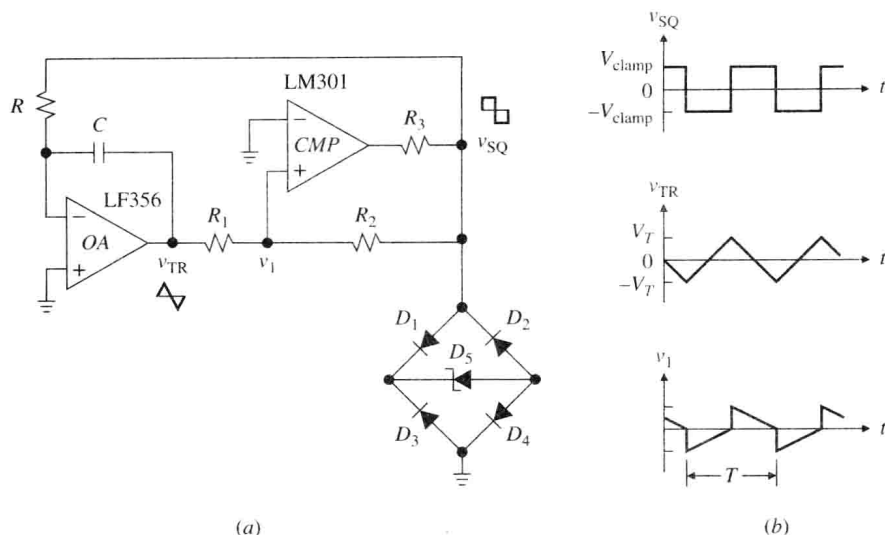 LM301
R
C
CMP
R3
vSQ
LF356
OA
R1
R2
vTR
v1
D1
D2
D5
D3
D4
(a)
vSQ
Vclamp
0
−Vclamp
t
vTR
VT
0
−VT
t
v1
t
T
(b)
−
+
−
+